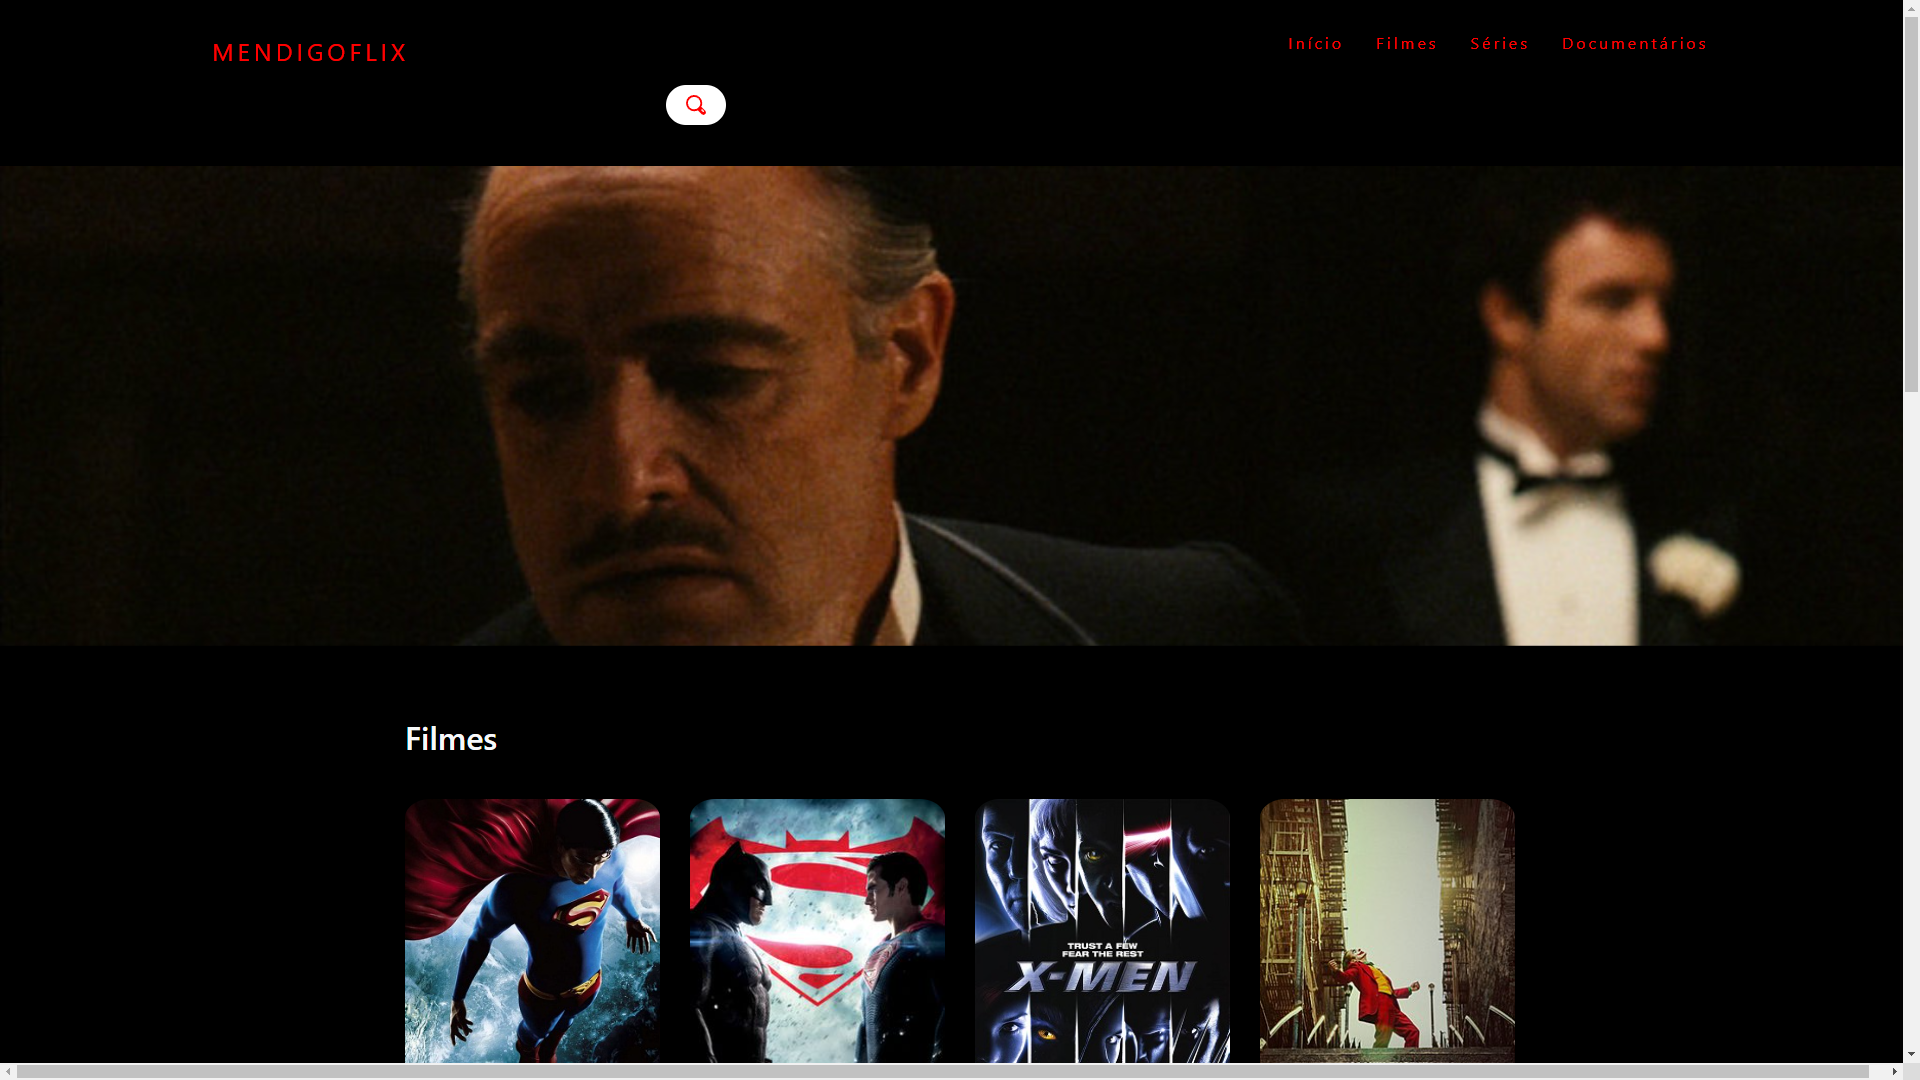 MENDIGOFLIX
Início Filmes Séries Documentários
Filmes
TRUST A FEW
FEAR THE REST
X-MEN